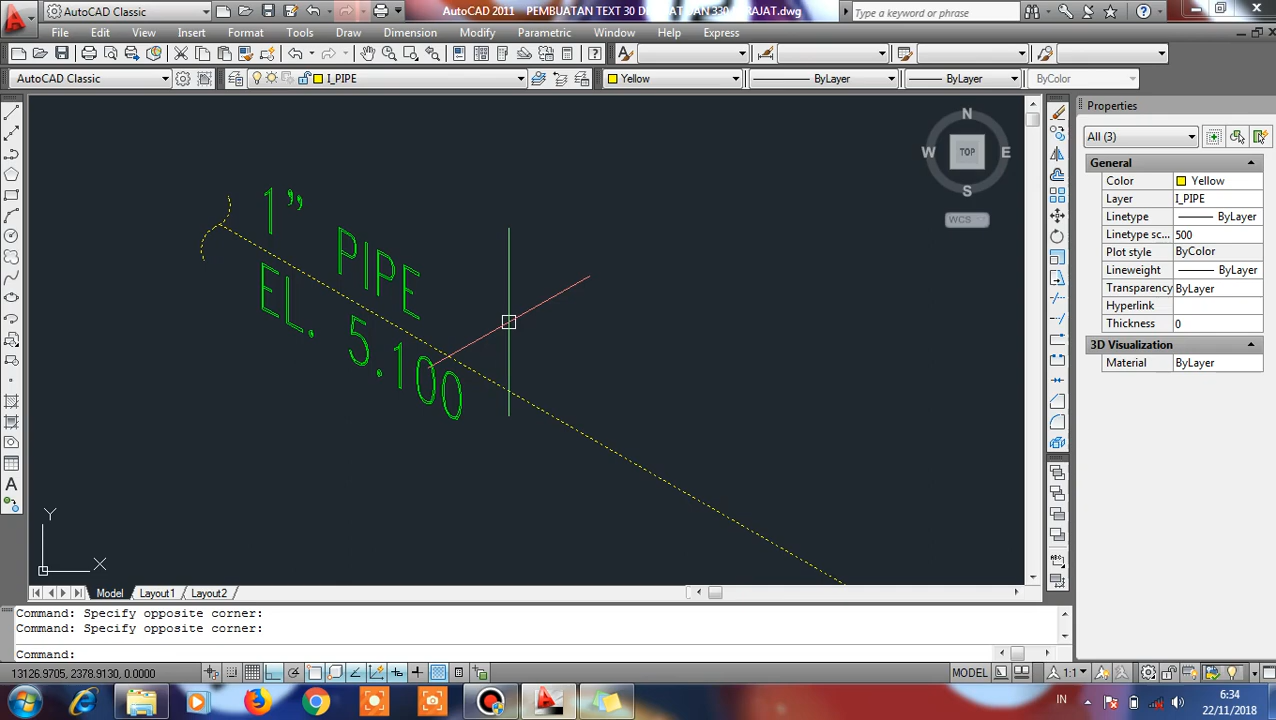 AutoCAD Classic
AutoCAD 2011 PEMBUATAN TEXT 30 D
330
RAJAT.dwg
Type a keyword or phrase
File Edit View Insert Format Tools Draw Dimension Modify Parametric Window Help Express
AutoCAD Classic
I_PIPE
Yellow
ByLayer
ByLayer
ByColor
1” PIPE
EL. 5.100
N
W TOP E
S
WCS
Y
X
Properties
All (3)
General
Color Yellow
Layer I_PIPE
Linetype ByLayer
Linetype sc... 500
Plot style ByColor
Lineweight ByLayer
Transparency ByLayer
Hyperlink
Thickness 0
3D Visualization
Material ByLayer
Model Layout1 Layout2
Command: Specify opposite corner:
Command: Specify opposite corner:
Command:
13126.9705, 2378.9130, 0.0000
MODEL
1:1
IN
6:34
22/11/2018